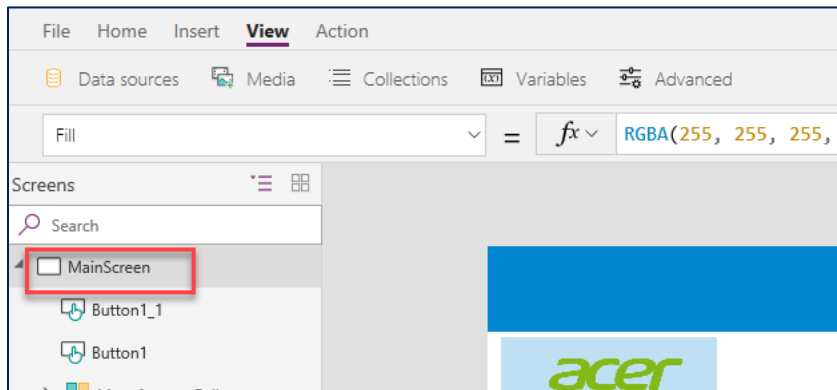 File Home Insert View Action
Data sources Media Collections (x) Variables Advanced
Fill = fx RGBA(255, 255, 255,
Screens
Search
MainScreen
Button1_1
Button1
acer